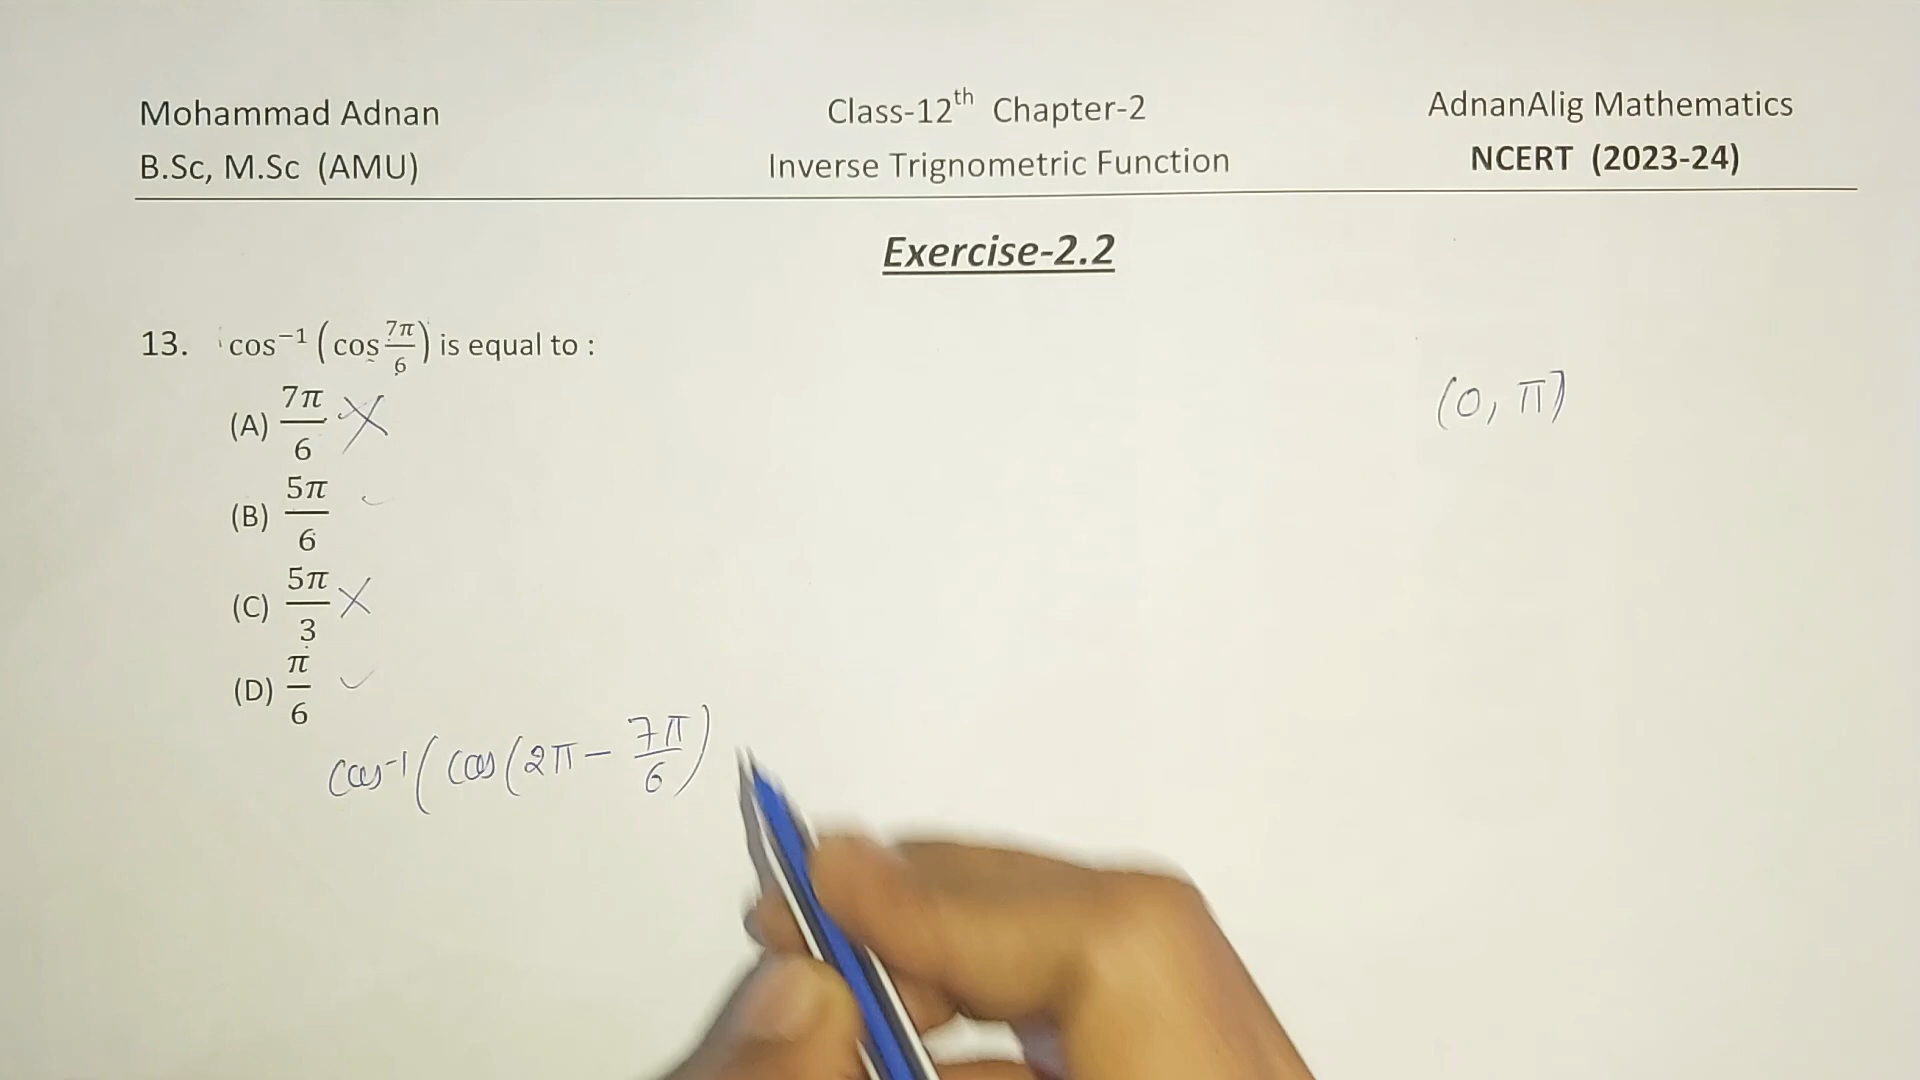 Mohammad Adnan
B.Sc, M.Sc (AMU)
Class-12th Chapter-2
Inverse Trignometric Function
AdnanAlig Mathematics
NCERT (2023-24)
Exercise-2.2
13. cos⁻¹(cos 7π/6) is equal to :
(A) 7π/6
(B) 5π/6
(C) 5π/3
(D) π/6
(0, π)
cos⁻¹(cos(2π − 7π/6)